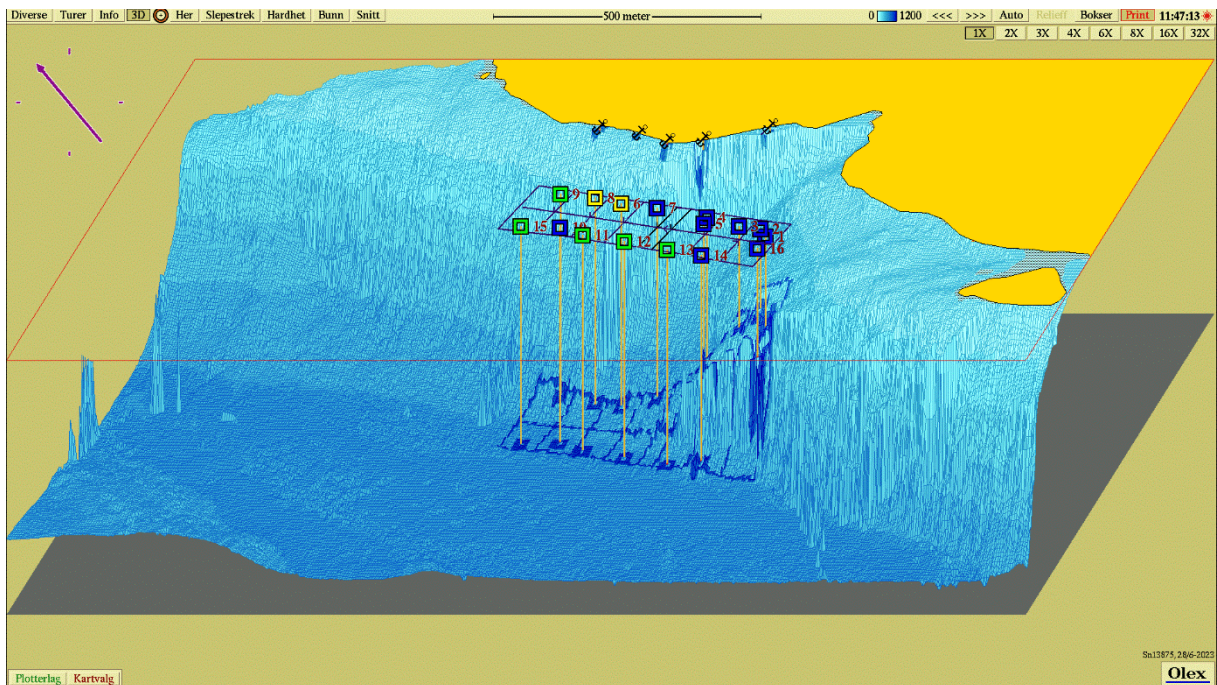 Diverse Turer Info 3D Her Slepestrek Hardhet Bunn Snitt 500 meter 0 1200 <<< >>> Auto Relieff Bokser Print 11:47:13
1X 2X 3X 4X 6X 8X 16X 32X
9 8 6 7 4
15 10 11 12 13 5 14 3 2 1 16
Sn13875, 28/6-2023
Plotterlag Kartvalg Olex